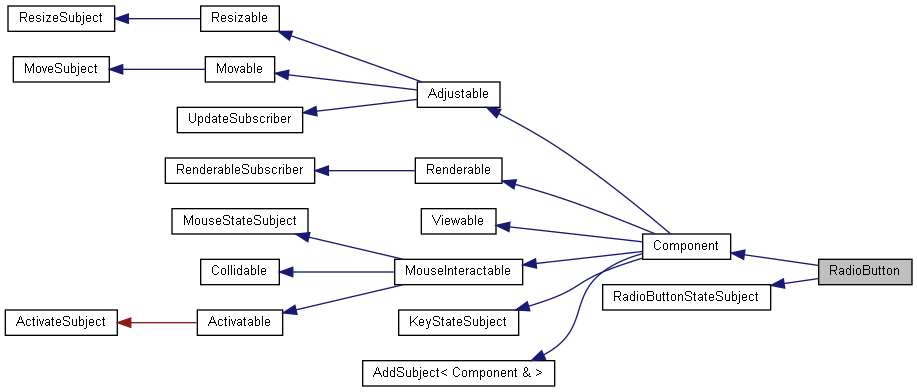 ResizeSubject
Resizable
MoveSubject
Movable
Adjustable
UpdateSubscriber
RenderableSubscriber
Renderable
MouseStateSubject
Viewable
Component
Collidable
MouseInteractable
RadioButton
RadioButtonStateSubject
ActivateSubject
Activatable
KeyStateSubject
AddSubject< Component & >